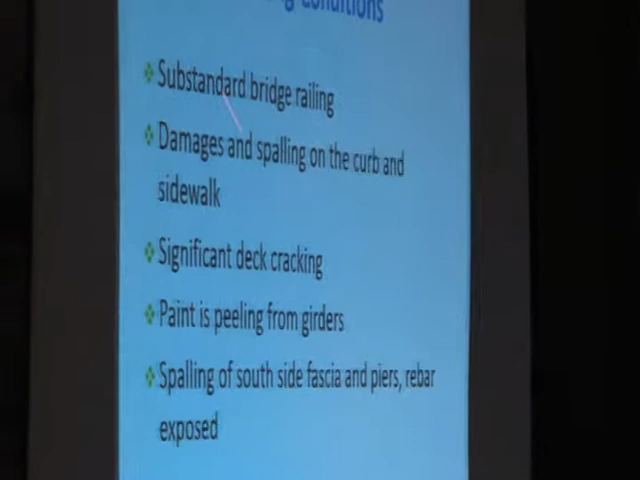 conditions
Substandard bridge railing
Damages and spalling on the curb and
sidewalk
Significant deck cracking
Paint is peeling from girders
Spalling of south side fascia and piers, rebar
exposed